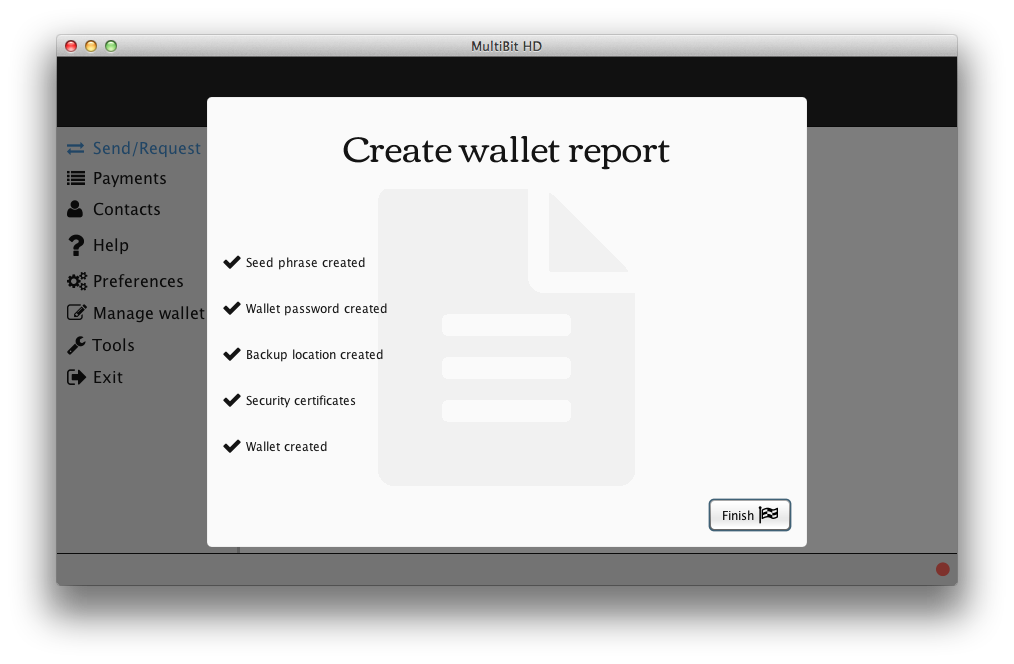 MultiBit HD
Create wallet report
Send/Request
Payments
Contacts
Help
Preferences
Manage wallet
Tools
Exit
Seed phrase created
Wallet password created
Backup location created
Security certificates
Wallet created
Finish